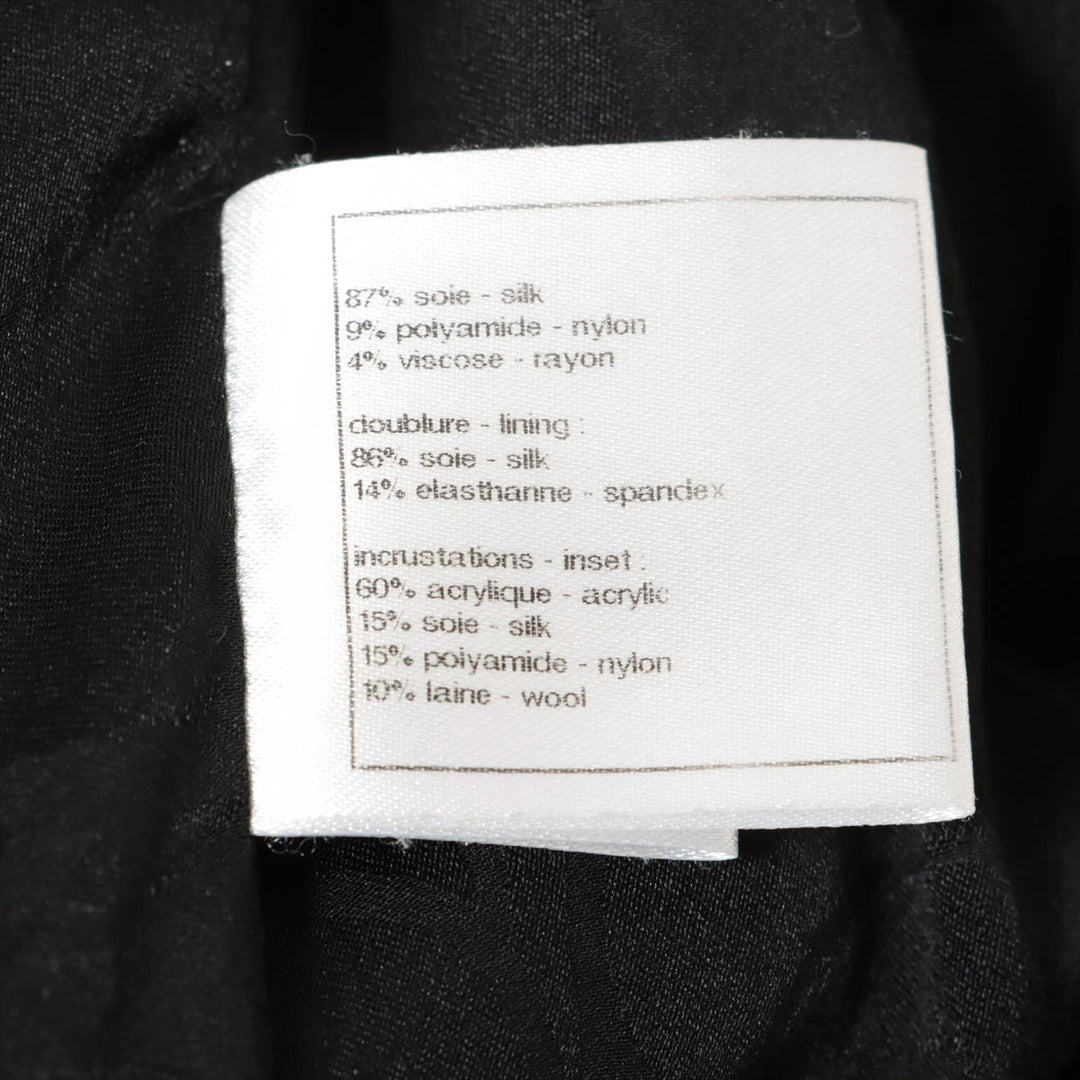 87% soie - silk
9% polyamide - nylon
4% viscose - rayon
doublure - lining :
86% soie - silk
14% elasthanne - spandex
incrustations - inset :
60% acrylique - acrylic
15% soie - silk
15% polyamide - nylon
10% laine - wool